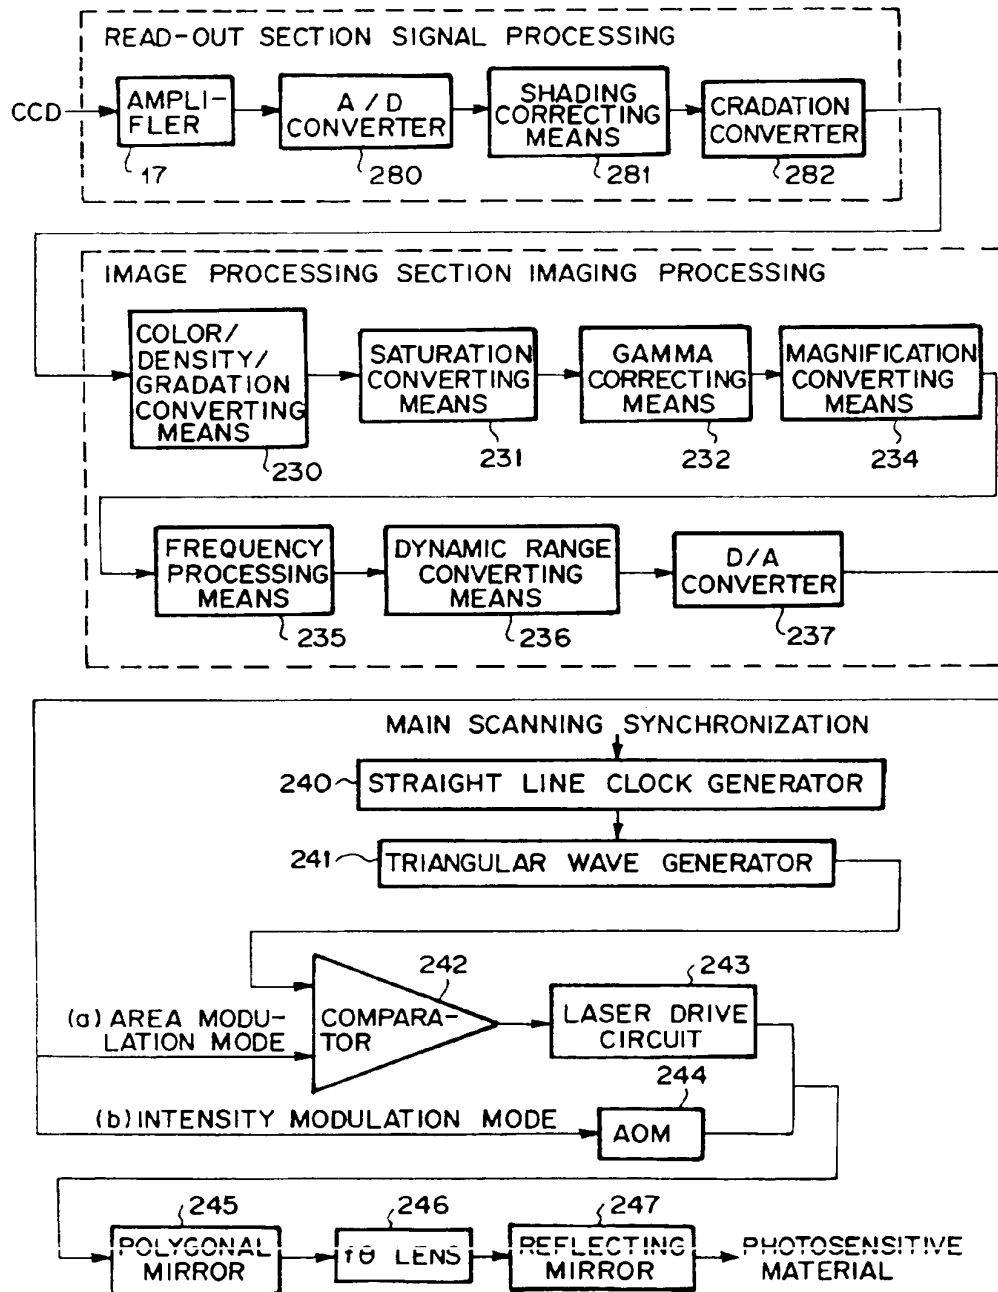 READ-OUT SECTION SIGNAL PROCESSING
CCD
AMPLI-
FLER
A/D
CONVERTER
SHADING
CORRECTING
MEANS
CRADATION
CONVERTER
17
280
281
282
IMAGE PROCESSING SECTION IMAGING PROCESSING
COLOR/
DENSITY/
GRADATION
CONVERTING
MEANS
SATURATION
CONVERTING
MEANS
GAMMA
CORRECTING
MEANS
MAGNIFICATION
CONVERTING
MEANS
230
231
232
234
FREQUENCY
PROCESSING
MEANS
DYNAMIC RANGE
CONVERTING
MEANS
D/A
CONVERTER
235
236
237
MAIN SCANNING SYNCHRONIZATION
240
STRAIGHT LINE CLOCK GENERATOR
241
TRIANGULAR WAVE GENERATOR
242
243
(a) AREA MODU-
LATION MODE
COMPARA-
TOR
LASER DRIVE
CIRCUIT
244
(b) INTENSITY MODULATION MODE
AOM
245
246
247
POLYGONAL
MIRROR
fθ LENS
REFLECTING
MIRROR
PHOTOSENSITIVE
MATERIAL